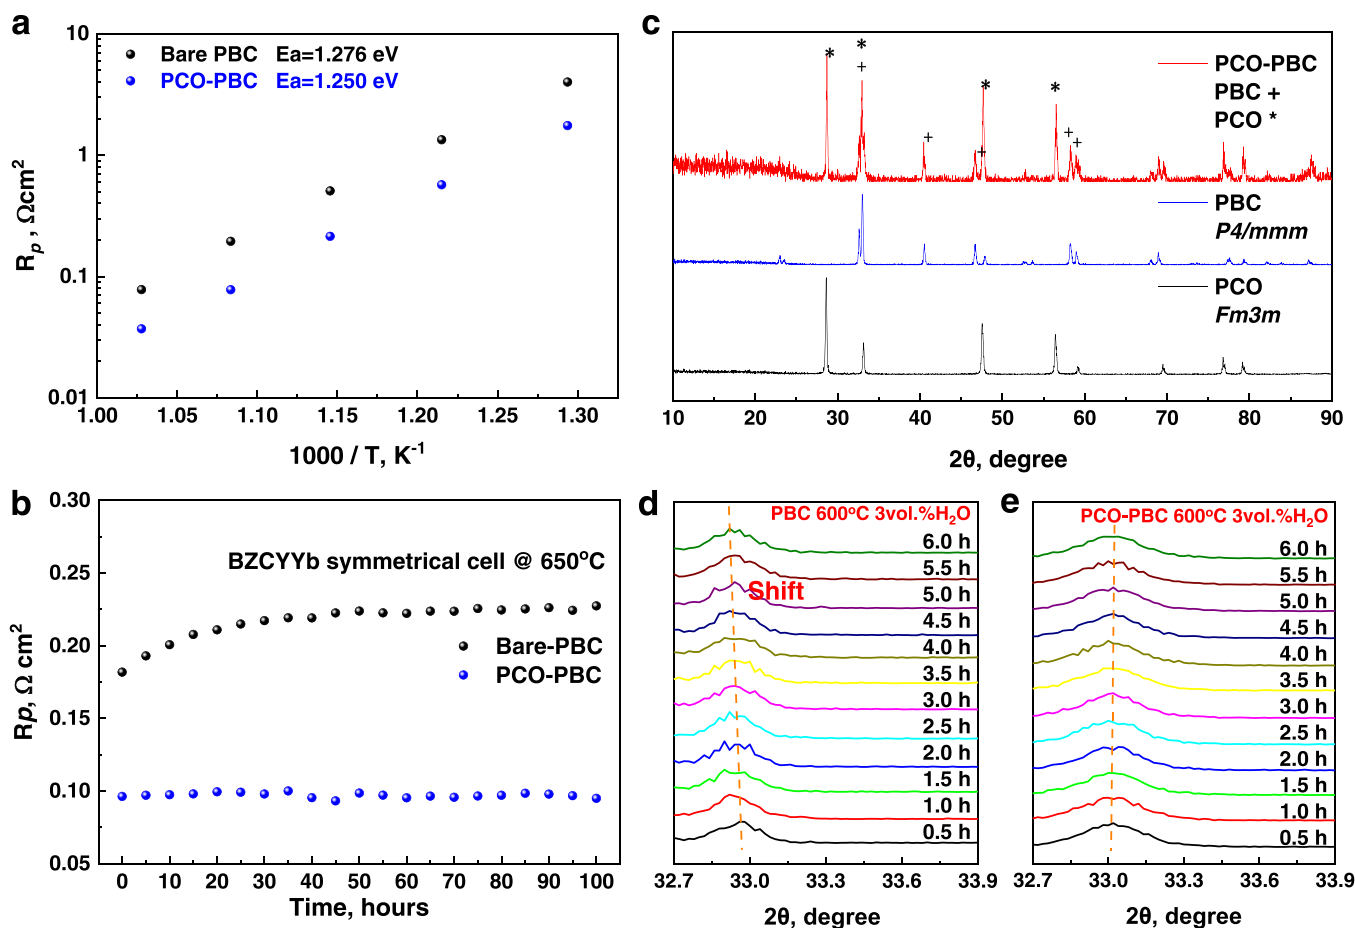 a
10
1
0.1
0.01
Rp , Ωcm2
Bare PBC Ea=1.276 eV
PCO-PBC Ea=1.250 eV
1.00 1.05 1.10 1.15 1.20 1.25 1.30
1000 / T, K-1
b
0.30
0.25
0.20
0.15
0.10
0.05
Rp, Ω cm2
BZCYYb symmetrical cell @ 650oC
Bare-PBC
PCO-PBC
0 10 20 30 40 50 60 70 80 90 100
Time, hours
c
* * * *
+ + + + +
PCO-PBC
PBC +
PCO *
PBC
P4/mmm
PCO
Fm3m
10 20 30 40 50 60 70 80 90
2θ, degree
d
PBC 600oC 3vol.%H2O
6.0 h
5.5 h
Shift
5.0 h
4.5 h
4.0 h
3.5 h
3.0 h
2.5 h
2.0 h
1.5 h
1.0 h
0.5 h
32.7 33.0 33.3 33.6 33.9
2θ, degree
e
PCO-PBC 600oC 3vol.%H2O
6.0 h
5.5 h
5.0 h
4.5 h
4.0 h
3.5 h
3.0 h
2.5 h
2.0 h
1.5 h
1.0 h
0.5 h
32.7 33.0 33.3 33.6 33.9
2θ, degree